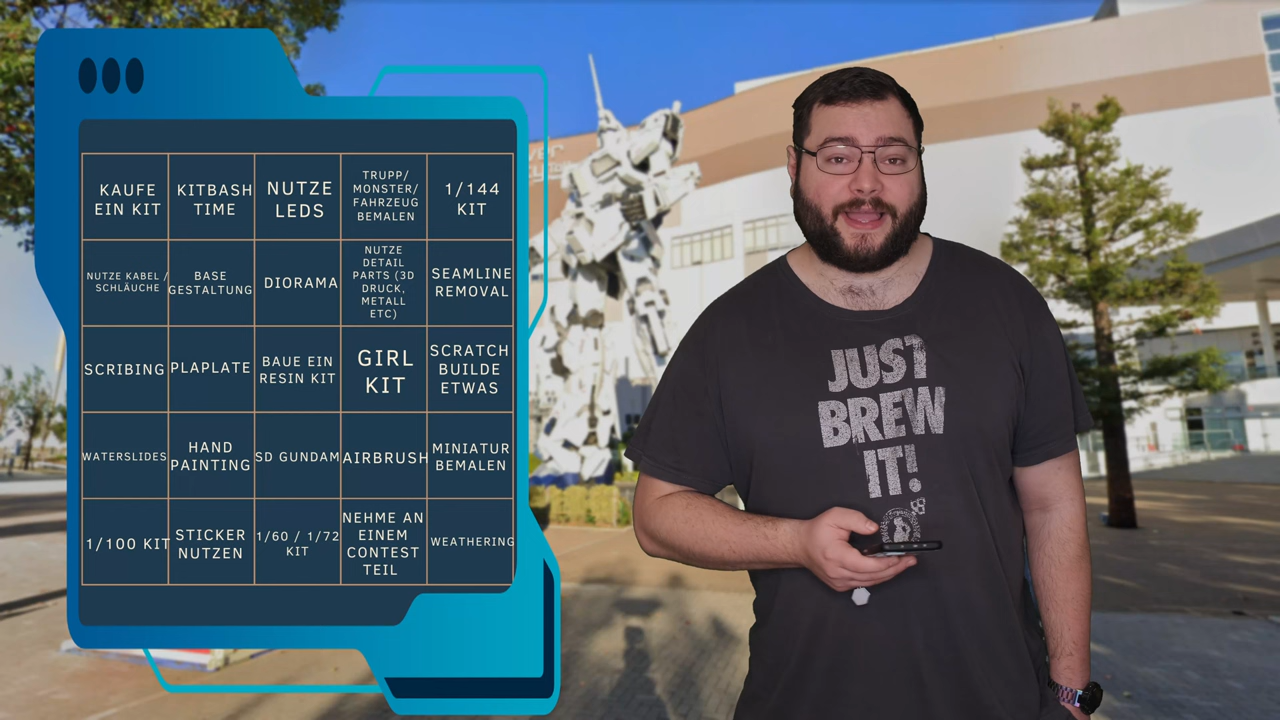 KAUFE
EIN KIT
KITBASH
TIME
NUTZE
LEDS
TRUPP/
MONSTER/
FAHRZEUG
BEMALEN
1/144
KIT
NUTZE KABEL /
SCHLÄUCHE
BASE
GESTALTUNG
DIORAMA
NUTZE
DETAIL
PARTS (3D
DRUCK,
METALL
ETC)
SEAMLINE
REMOVAL
SCRIBING
PLAPLATE
BAUE EIN
RESIN KIT
GIRL
KIT
SCRATCH
BUILDE
ETWAS
WATERSLIDES
HAND
PAINTING
SD GUNDAM
AIRBRUSH
MINIATUR
BEMALEN
1/100 KIT
STICKER
NUTZEN
1/60 / 1/72
KIT
NEHME AN
EINEM
CONTEST
TEIL
WEATHERING
JUST
BREW
IT!